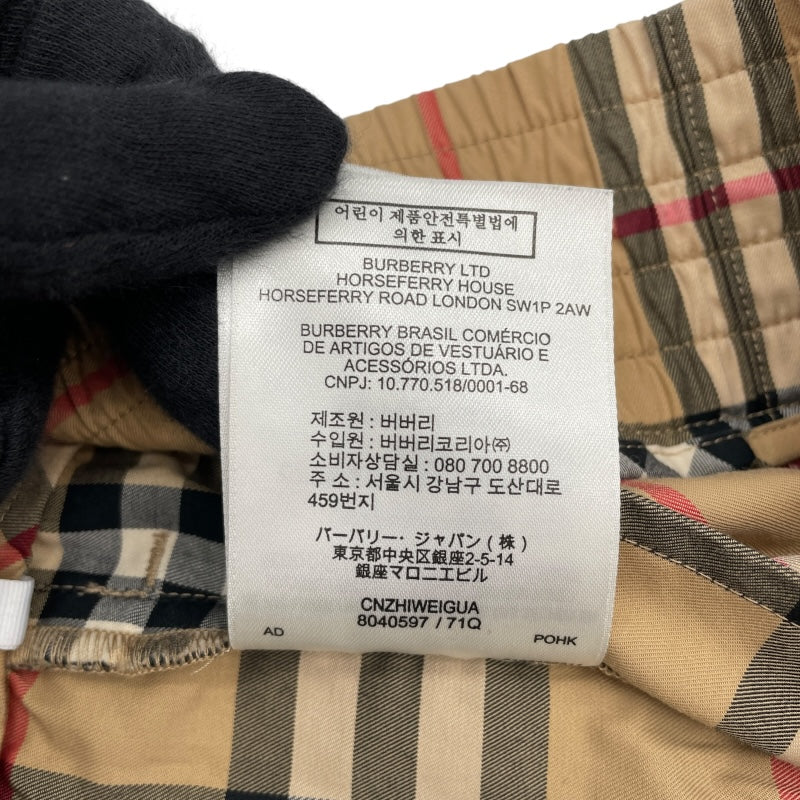 어린이 제품안전특별법에
의한 표시
BURBERRY LTD
HORSEFERRY HOUSE
HORSEFERRY ROAD LONDON SW1P 2AW
BURBERRY BRASIL COMÉRCIO
DE ARTIGOS DE VESTUÁRIO E
ACESSÓRIOS LTDA.
CNPJ: 10.770.518/0001-68
제조원 : 버버리
수입원 : 버버리코리아㈜
소비자상담실 : 080 700 8800
주 소 : 서울시 강남구 도산대로
459번지
バーバリー・ジャパン ( 株 )
東京都中央区銀座2-5-14
銀座マロニエビル
CNZHIWEIGUA
8040597 / 71Q
AD POHK